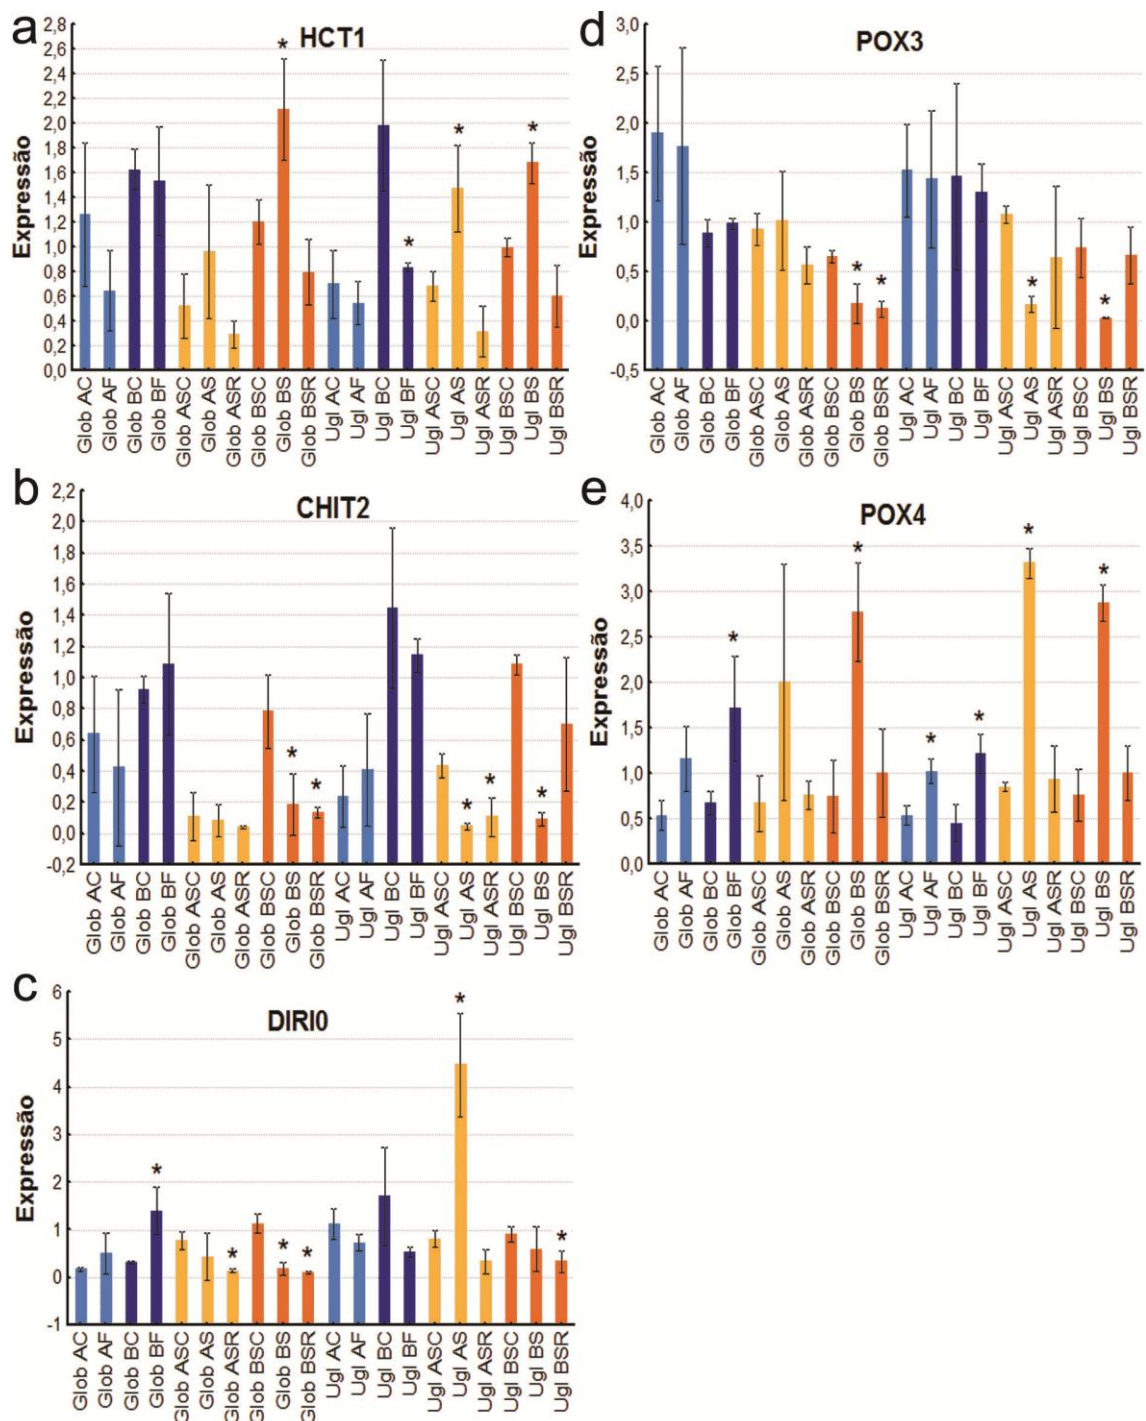 a
HCT1
Expressão
2,8
2,6
2,4
2,2
2,0
1,8
1,6
1,4
1,2
1,0
0,8
0,6
0,4
0,2
0,0
*
*
*
*
Glob AC
Glob AF
Glob BC
Glob BF
Glob ASC
Glob AS
Glob ASR
Glob BSC
Glob BS
Glob BSR
Ugl AC
Ugl AF
Ugl BC
Ugl BF
Ugl ASC
Ugl AS
Ugl ASR
Ugl BSC
Ugl BS
Ugl BSR
b
CHIT2
Expressão
2,2
2,0
1,8
1,6
1,4
1,2
1,0
0,8
0,6
0,4
0,2
0,0
-0,2
*
*
*
*
*
Glob AC
Glob AF
Glob BC
Glob BF
Glob ASC
Glob AS
Glob ASR
Glob BSC
Glob BS
Glob BSR
Ugl AC
Ugl AF
Ugl BC
Ugl BF
Ugl ASC
Ugl AS
Ugl ASR
Ugl BSC
Ugl BS
Ugl BSR
c
DIRI0
Expressão
6
5
4
3
2
1
0
-1
*
*
*
*
*
*
Glob AC
Glob AF
Glob BC
Glob BF
Glob ASC
Glob AS
Glob ASR
Glob BSC
Glob BS
Glob BSR
Ugl AC
Ugl AF
Ugl BC
Ugl BF
Ugl ASC
Ugl AS
Ugl ASR
Ugl BSC
Ugl BS
Ugl BSR
d
POX3
Expressão
3,0
2,5
2,0
1,5
1,0
0,5
0,0
-0,5
*
*
*
*
Glob AC
Glob AF
Glob BC
Glob BF
Glob ASC
Glob AS
Glob ASR
Glob BSC
Glob BS
Glob BSR
Ugl AC
Ugl AF
Ugl BC
Ugl BF
Ugl ASC
Ugl AS
Ugl ASR
Ugl BSC
Ugl BS
Ugl BSR
e
POX4
Expressão
4,0
3,5
3,0
2,5
2,0
1,5
1,0
0,5
0,0
*
*
*
*
*
*
Glob AC
Glob AF
Glob BC
Glob BF
Glob ASC
Glob AS
Glob ASR
Glob BSC
Glob BS
Glob BSR
Ugl AC
Ugl AF
Ugl BC
Ugl BF
Ugl ASC
Ugl AS
Ugl ASR
Ugl BSC
Ugl BS
Ugl BSR